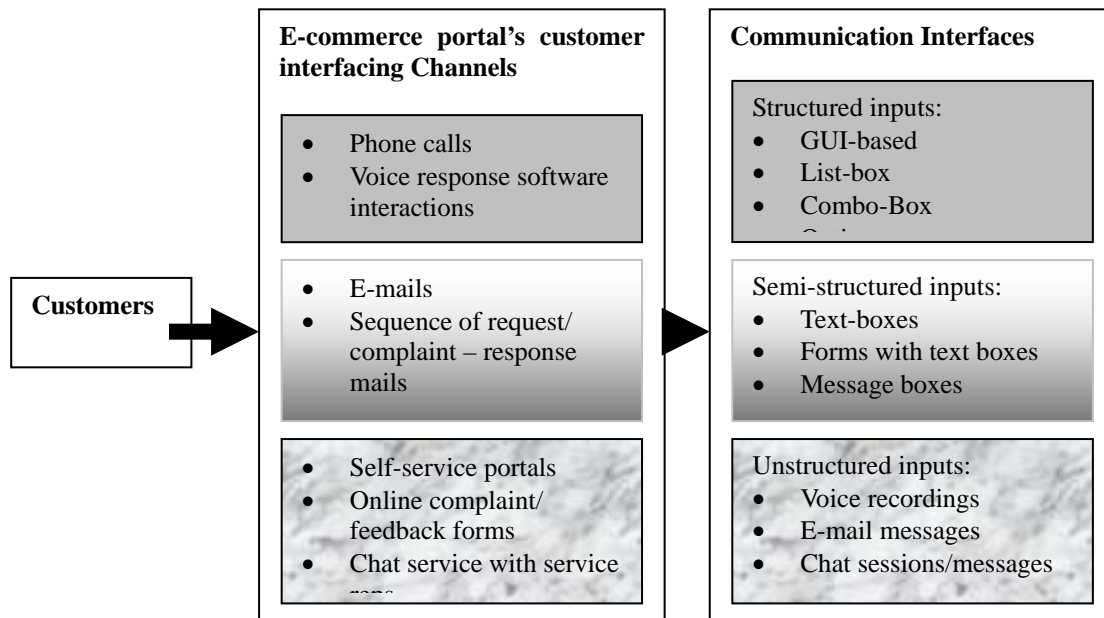 Customers
E-commerce portal's customer
interfacing Channels
• Phone calls
• Voice response software
interactions
• E-mails
• Sequence of request/
complaint – response
mails
• Self-service portals
• Online complaint/
feedback forms
• Chat service with service
Communication Interfaces
Structured inputs:
• GUI-based
• List-box
• Combo-Box
Semi-structured inputs:
• Text-boxes
• Forms with text boxes
• Message boxes
Unstructured inputs:
• Voice recordings
• E-mail messages
• Chat sessions/messages